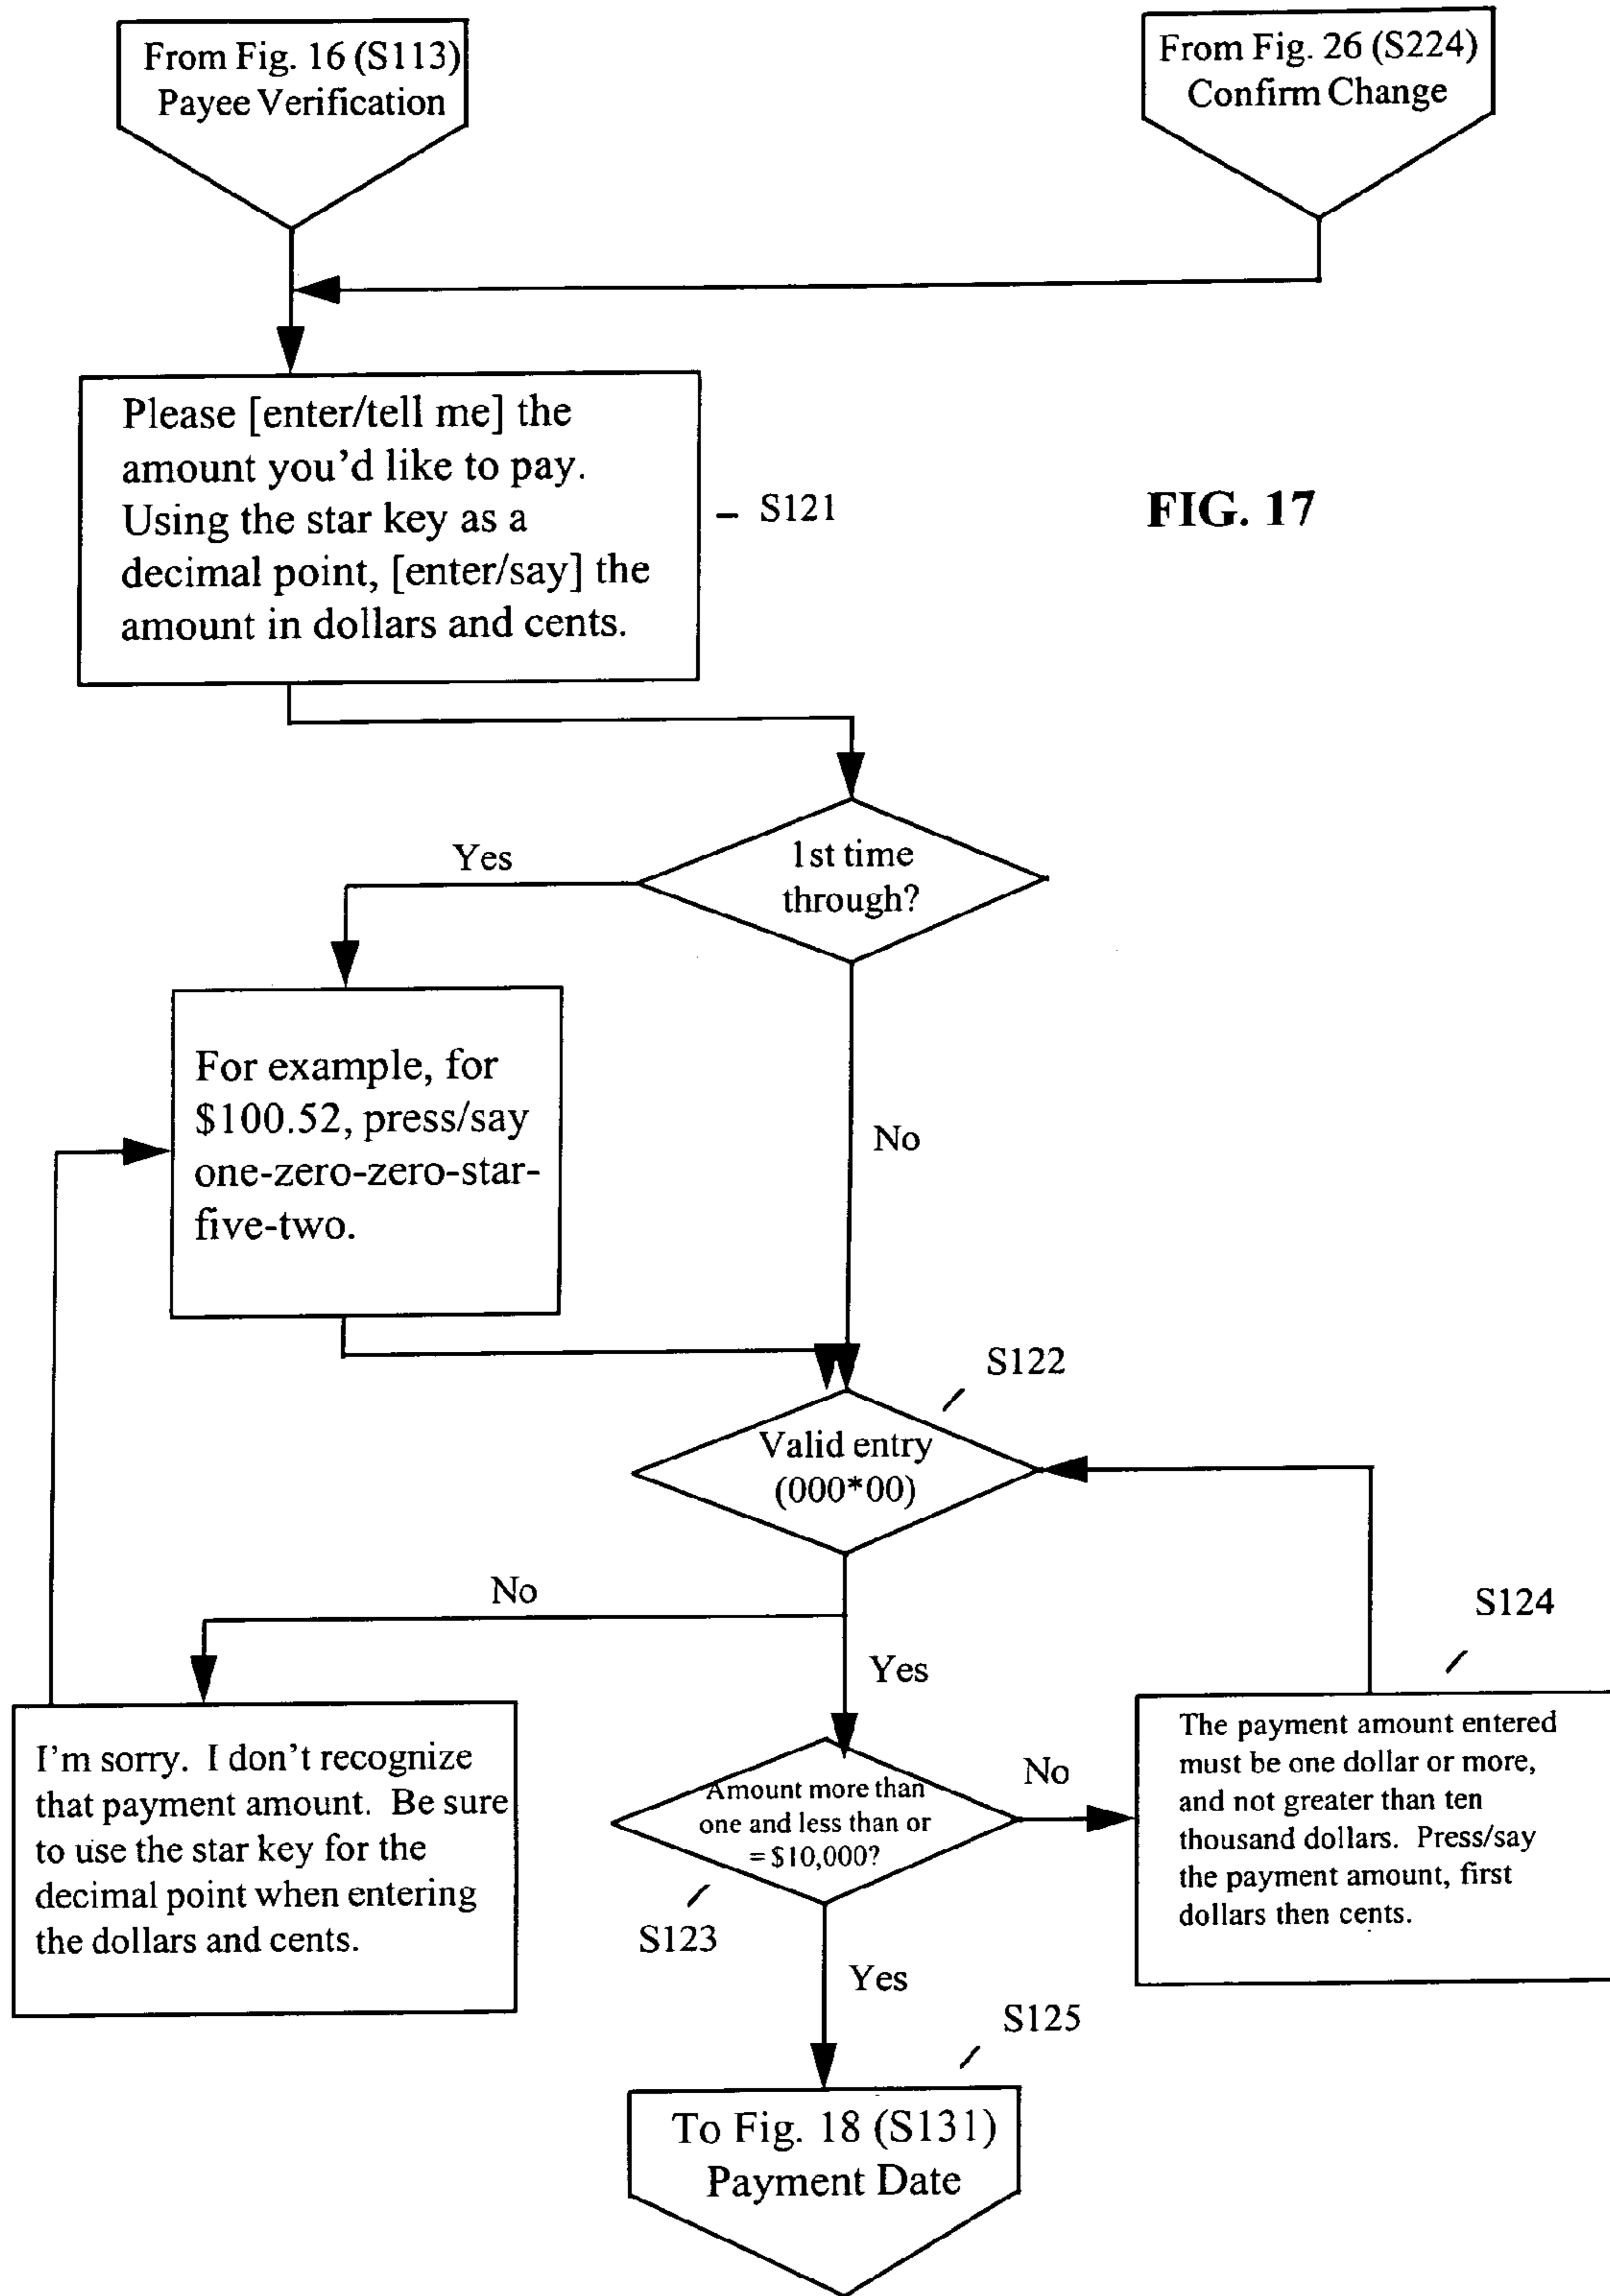 From Fig. 16 (S113)
Payee Verification
From Fig. 26 (S224)
Confirm Change
Please [enter/tell me] the
amount you'd like to pay.
Using the star key as a
decimal point, [enter/say] the
amount in dollars and cents.
– S121
FIG. 17
1st time
through?
Yes
No
For example, for
$100.52, press/say
one-zero-zero-star-
five-two.
S122
Valid entry
(000*00)
No
Yes
S124
I'm sorry. I don't recognize
that payment amount. Be sure
to use the star key for the
decimal point when entering
the dollars and cents.
Amount more than
one and less than or
= $10,000?
No
The payment amount entered
must be one dollar or more,
and not greater than ten
thousand dollars. Press/say
the payment amount, first
dollars then cents.
S123
Yes
S125
To Fig. 18 (S131)
Payment Date